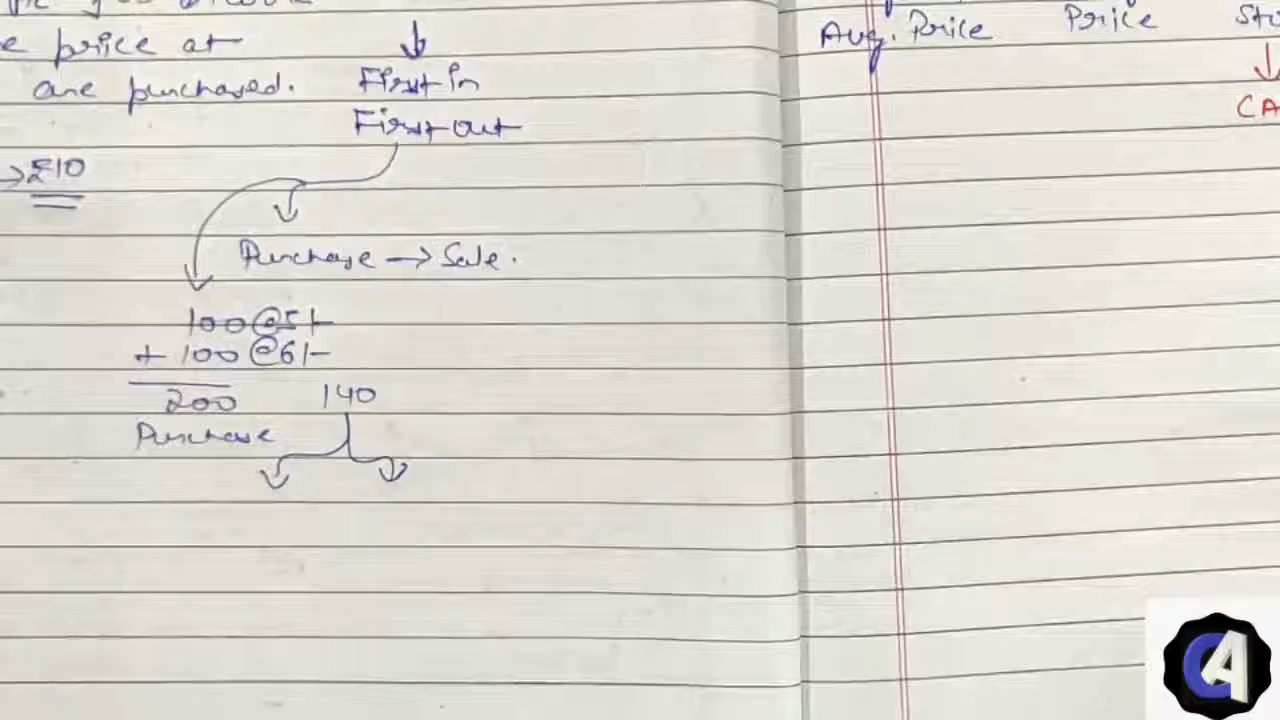 e price at
are purchased.
→ £10
↓
First in
First out
Purchase → Sale.
100 @ 5/-
+ 100 @ 6/-
200 140
Purchase
Avg. Price
Price
CA